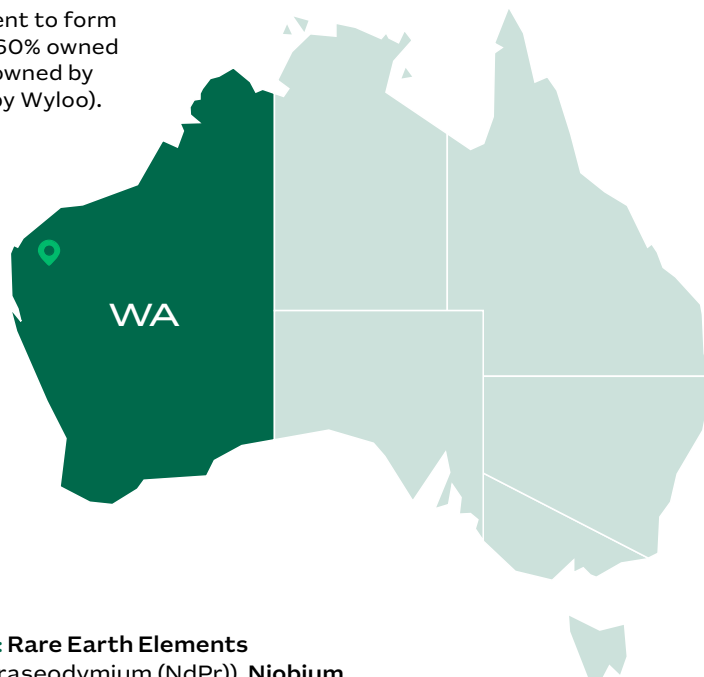 ent to form
60% owned
owned by
by Wyloo).
WA
: Rare Earth Elements
raseodymium (NdPr)), Niobium